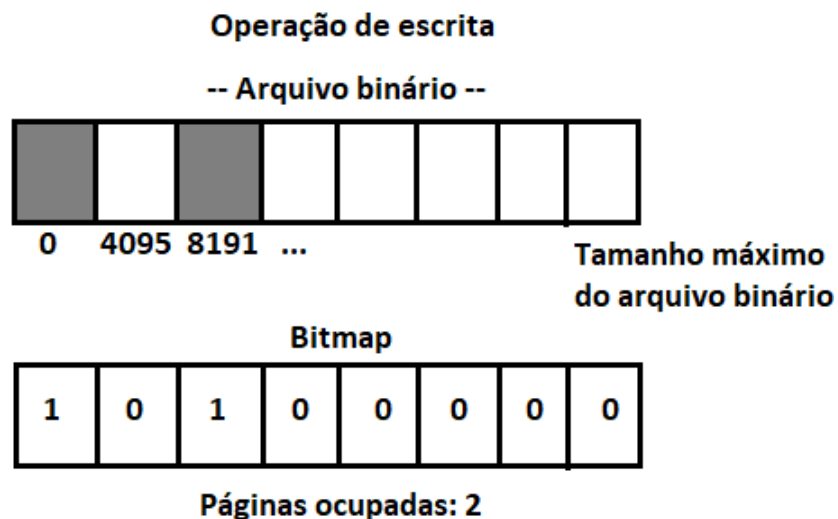 Operação de escrita
-- Arquivo binário --
0 4095 8191 ...
Tamanho máximo
do arquivo binário
Bitmap
1 0 1 0 0 0 0 0
Páginas ocupadas: 2